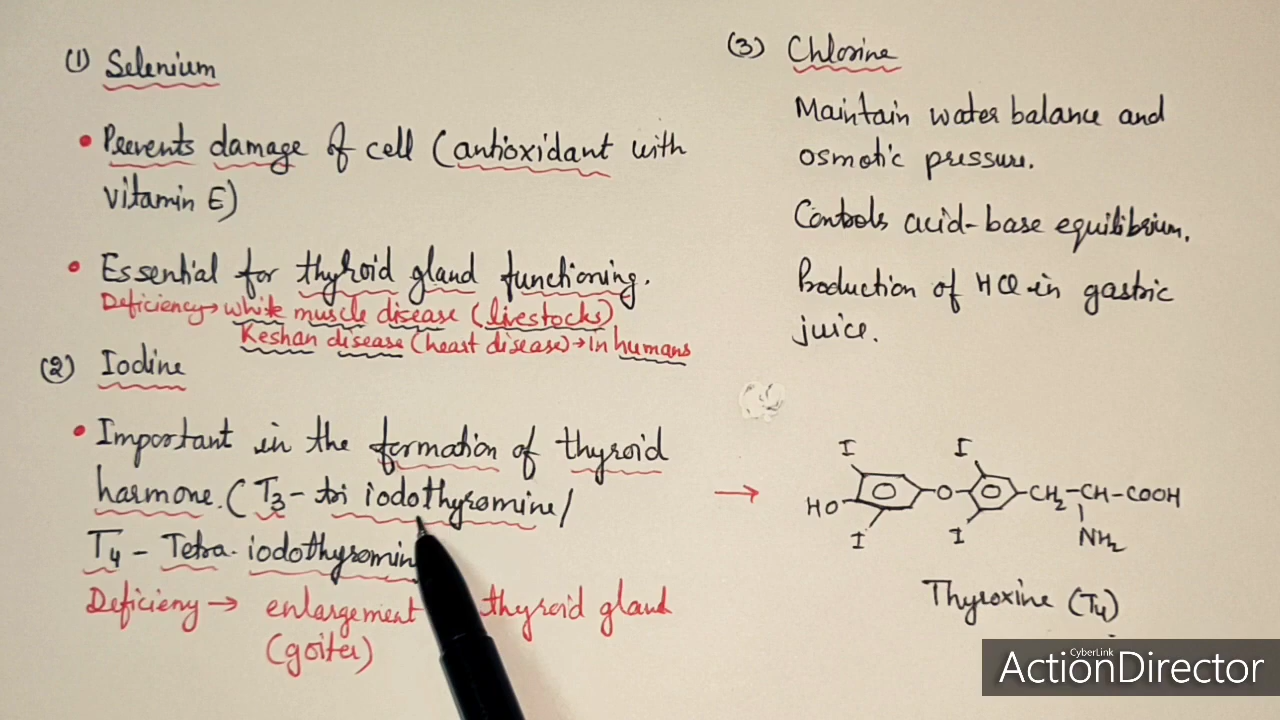 (1) Selenium
• Prevents damage of cell (antioxidant with
vitamin E)
• Essential for thyroid gland functioning.
Deficiency → white muscle disease (livestocks)
Keshan disease (heart disease) → In humans
(2) Iodine
• Important in the formation of thyroid
harmone. (T3 - tri iodothyromine/
T4 - Tetra-iodothyromin
Deficieny → enlargement thyroid gland
(goiter)
(3) Chlorine
Maintain water balance and
osmotic pressure.
Controls acid-base equilibrium.
Production of HCl in gastric
juice.
→
I I
HO O CH2-CH-COOH
I I NH2
Thyroxine (T4)
CyberLink
ActionDirector